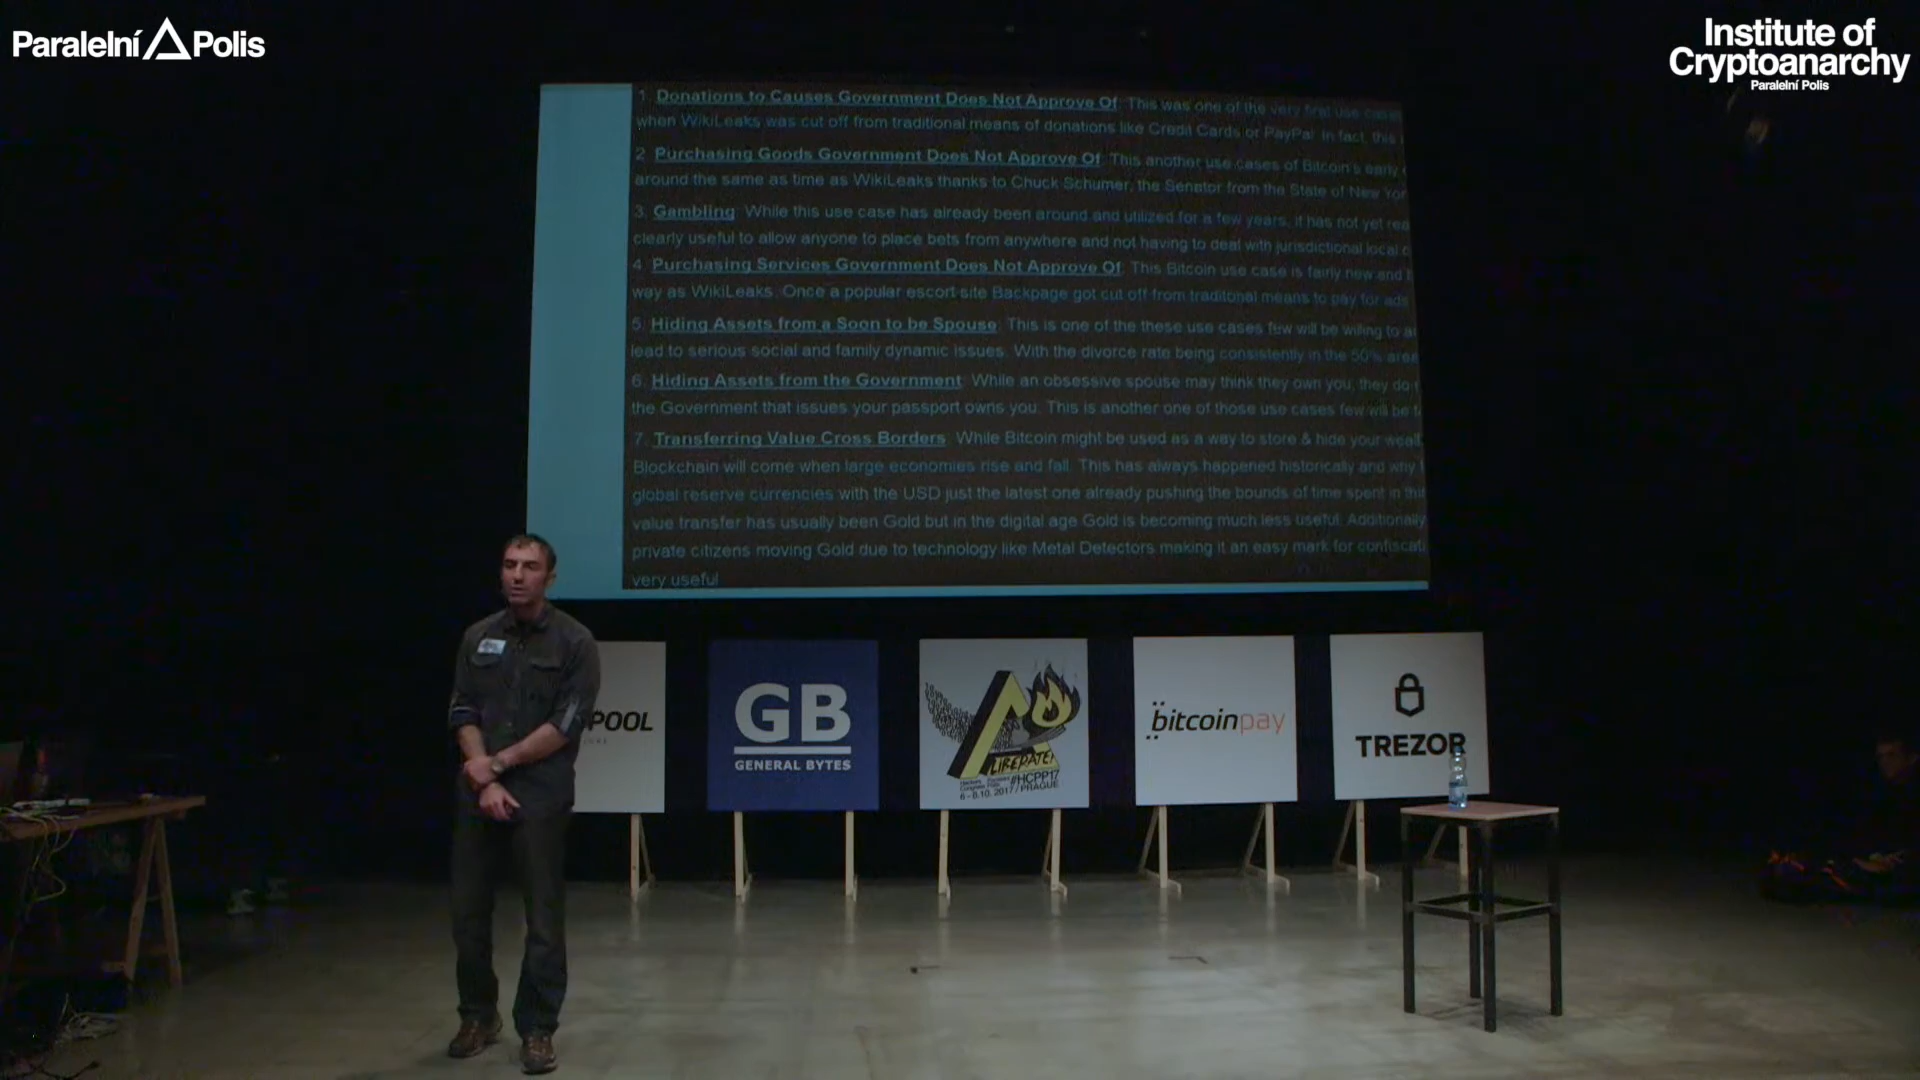 Paralelní Polis
Institute of
Cryptoanarchy
Paralelní Polis
1. Donations to Causes Government Does Not Approve Of: This was one of the very first use cases
when WikiLeaks was cut off from traditional means of donations like Credit Cards or PayPal. In fact, this
2. Purchasing Goods Government Does Not Approve Of: This another use cases of Bitcoin's early
around the same as time as WikiLeaks thanks to Chuck Schumer, the Senator from the State of New Yor
3. Gambling: While this use case has already been around and utilized for a few years, it has not yet rea
clearly useful to allow anyone to place bets from anywhere and not having to deal with jurisdictional local
4. Purchasing Services Government Does Not Approve Of: This Bitcoin use case is fairly new and
way as WikiLeaks. Once a popular escort site Backpage got cut off from traditonal means to pay for ads
5. Hiding Assets from a Soon to be Spouse: This is one of the these use cases few will be willing to
lead to serious social and family dynamic issues. With the divorce rate being consistently in the 50% area
6. Hiding Assets from the Government: While an obsessive spouse may think they own you, they do
the Government that issues your passport owns you. This is another one of those use cases few will be
7. Transferring Value Cross Borders: While Bitcoin might be used as a way to store & hide your weal
Blockchain will come when large economies rise and fall. This has always happened historically and why
global reserve currencies with the USD just the latest one already pushing the bounds of time spent in
value transfer has usually been Gold but in the digital age Gold is becoming much less useful. Additionally
private citizens moving Gold due to technology like Metal Detectors making it an easy mark for confiscati
very useful
POOL
GB
GENERAL BYTES
LIBERATE!
#HCPP17
6-8.10. 2017 / PRAGUE
bitcoinpay
TREZOR